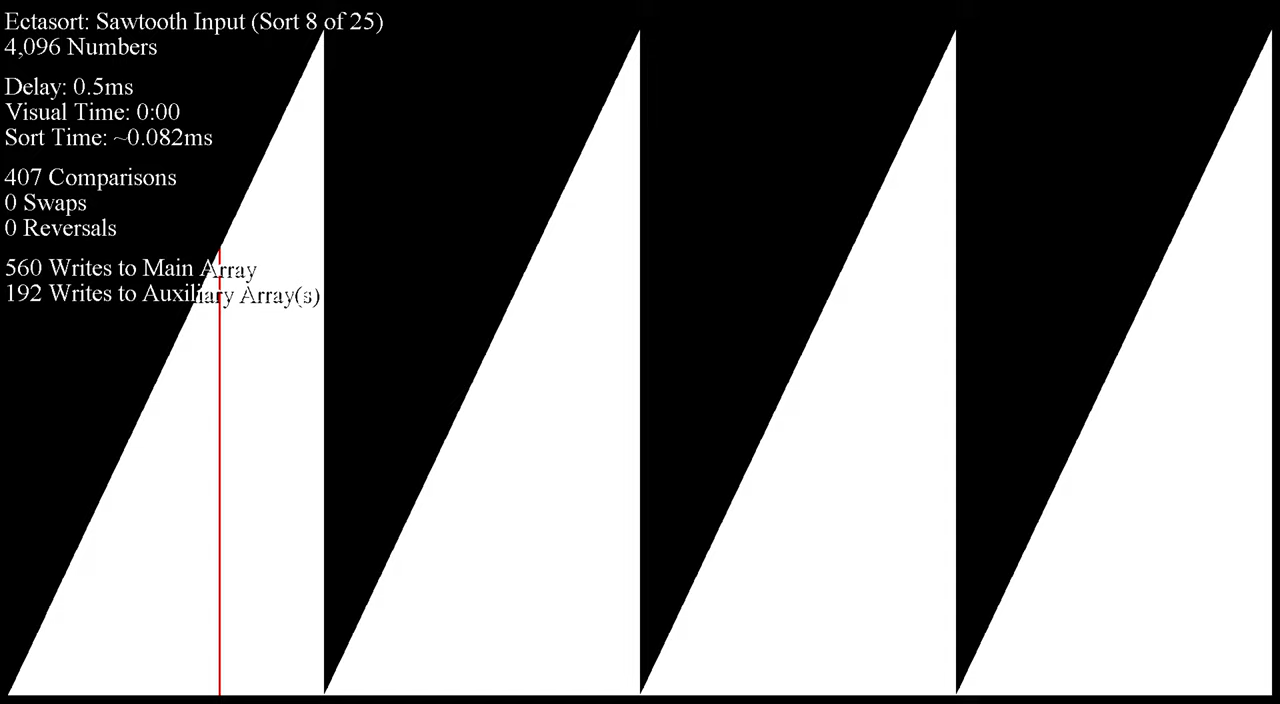 Ectasort: Sawtooth Input (Sort 8 of 25)
4,096 Numbers
Delay: 0.5ms
Visual Time: 0:00
Sort Time: ~0.082ms
407 Comparisons
0 Swaps
0 Reversals
560 Writes to Main Array
192 Writes to Auxiliary Array(s)